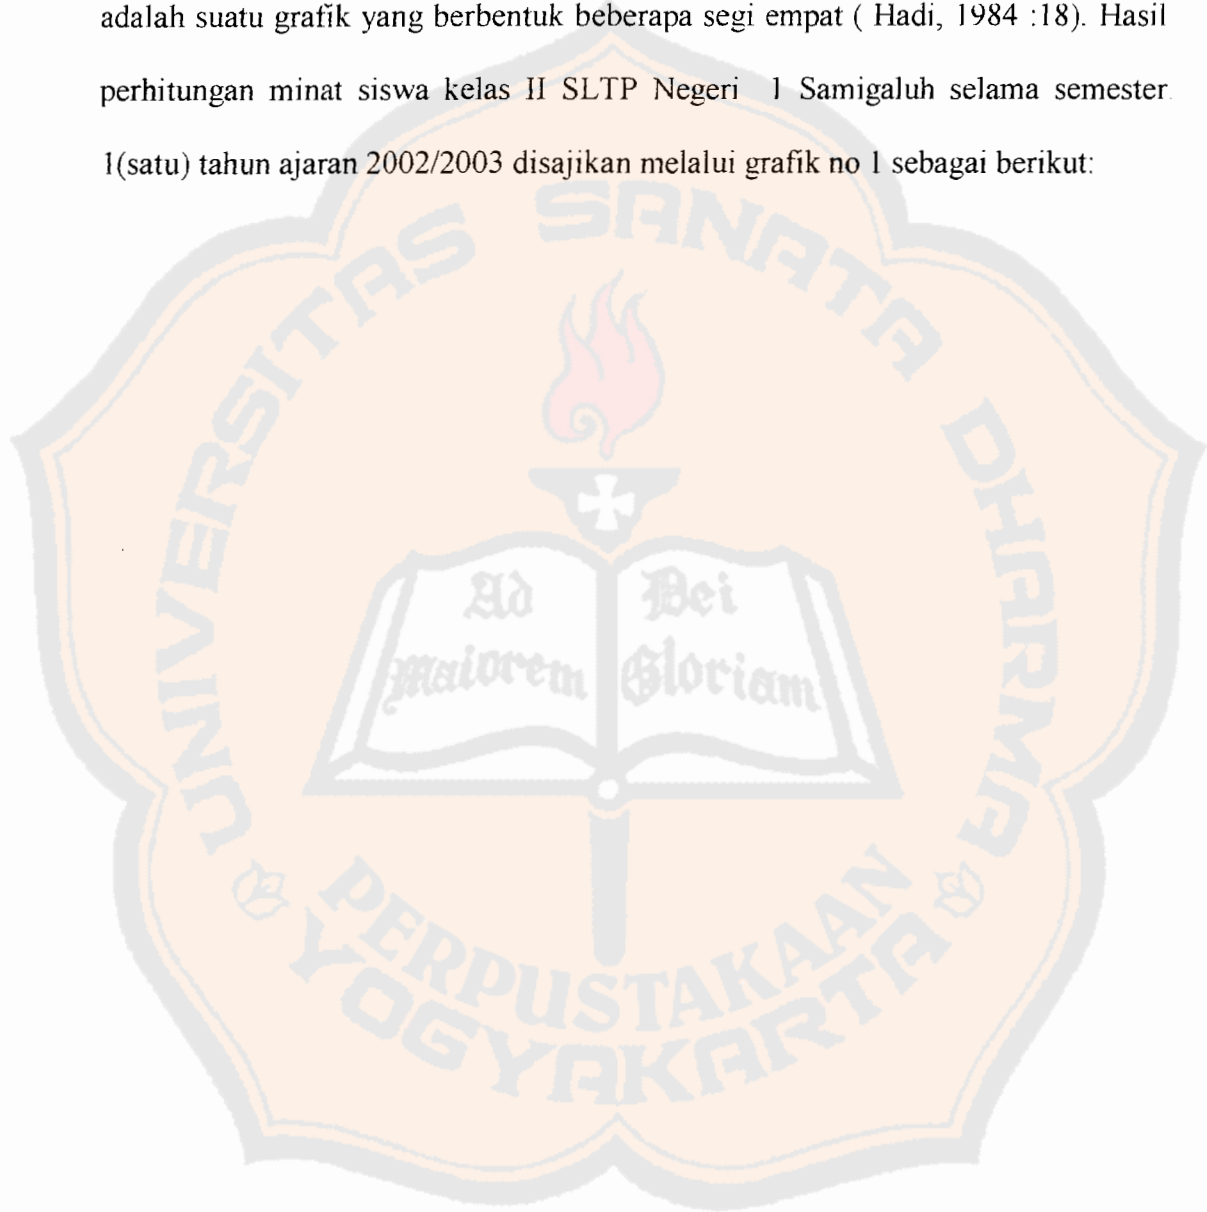 adalah suatu grafik yang berbentuk beberapa segi empat ( Hadi, 1984 :18). Hasil
perhitungan minat siswa kelas II SLTP Negeri 1 Samigaluh selama semester
1(satu) tahun ajaran 2002/2003 disajikan melalui grafik no 1 sebagai berikut:
UNIVERSITAS SANATA DHARMA
Ad Dei
maiorem Gloriam
PERPUSTAKAAN
YOGYAKARTA